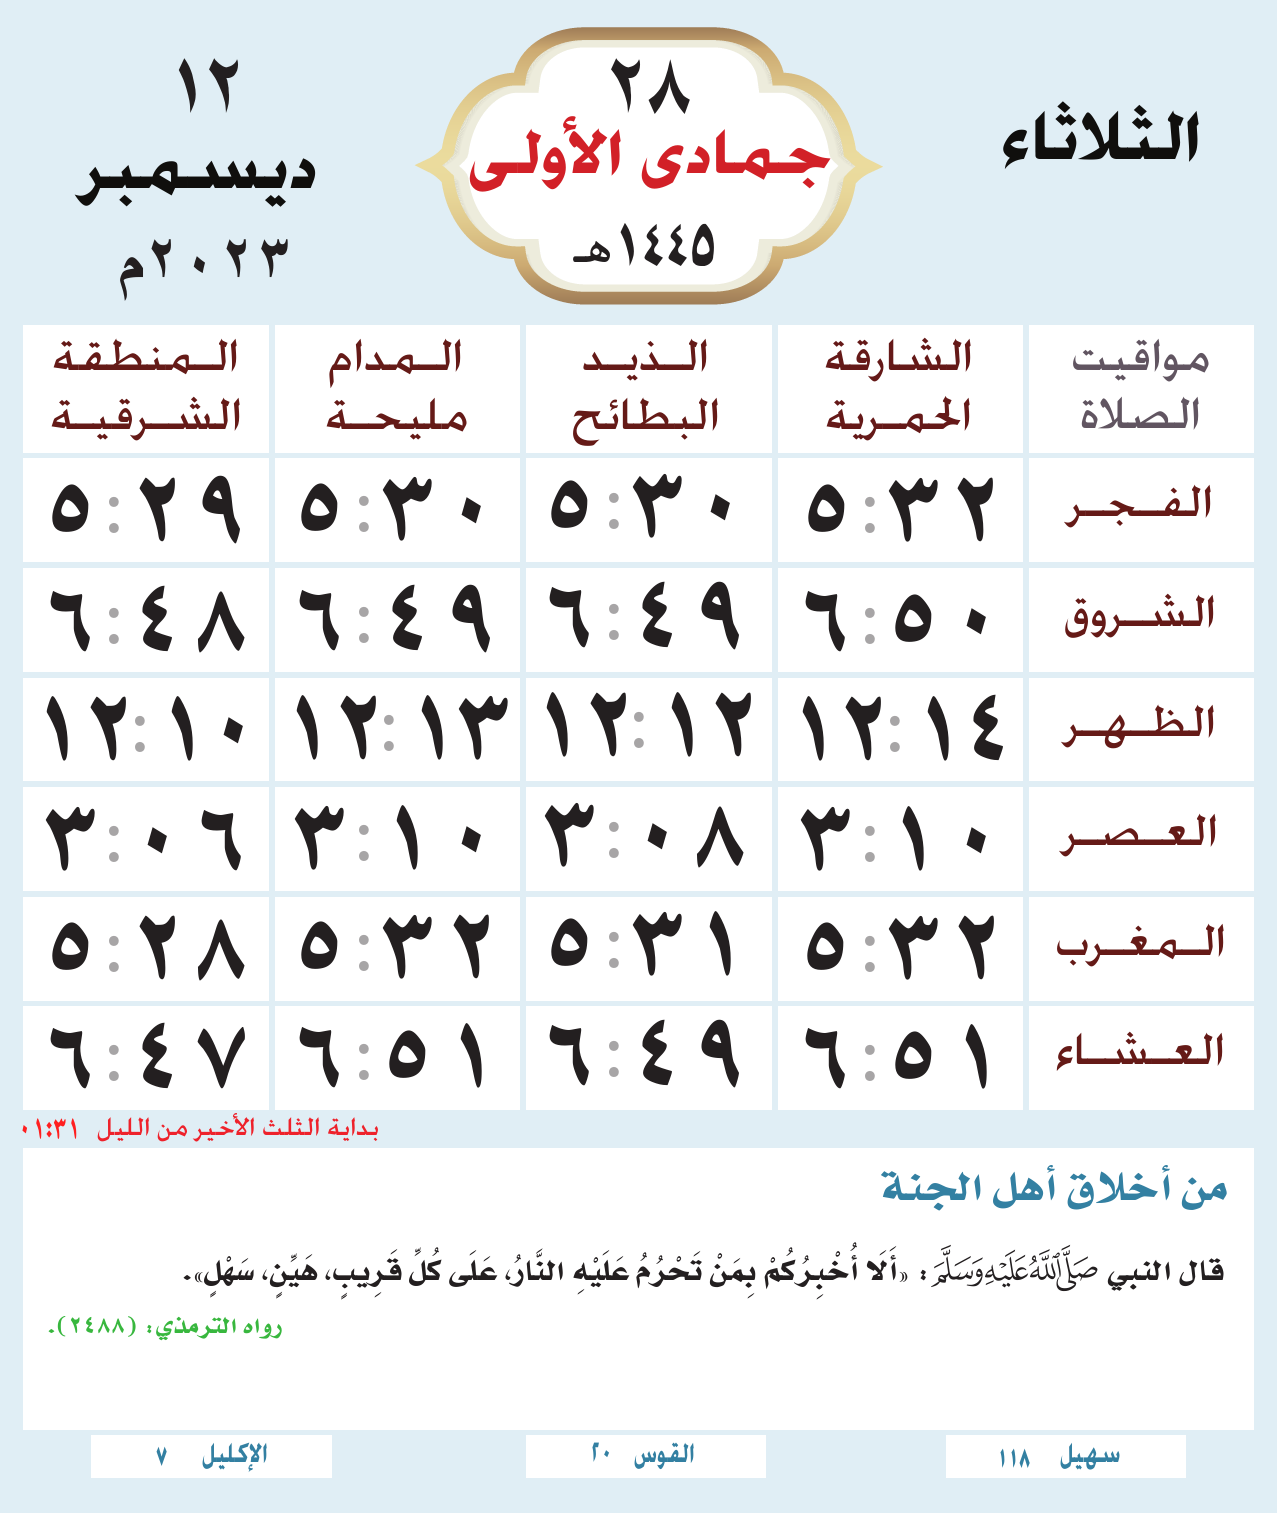 الثلاثاء
٢٨
جمادى الأولى
١٤٤٥هـ
١٢
ديسمبر
٢٠٢٣م
مواقيت الصلاة
الشارقة الحمرية
الذيد البطائح
المدام مليحة
المنطقة الشرقية
الفجر ٥:٣٢ ٥:٣٠ ٥:٣٠ ٥:٢٩
الشروق ٦:٥٠ ٦:٤٩ ٦:٤٩ ٦:٤٨
الظهر ١٢:١٤ ١٢:١٢ ١٢:١٣ ١٢:١٠
العصر ٣:١٠ ٣:٠٨ ٣:١٠ ٣:٠٦
المغرب ٥:٣٢ ٥:٣١ ٥:٣٢ ٥:٢٨
العشاء ٦:٥١ ٦:٤٩ ٦:٥١ ٦:٤٧
بداية الثلث الأخير من الليل ٠١:٣١
من أخلاق أهل الجنة
قال النبي صَلَّى اللَّهُ عَلَيْهِ وَسَلَّمَ: «أَلَا أُخْبِرُكُمْ بِمَنْ تَحْرُمُ عَلَيْهِ النَّارُ، عَلَى كُلِّ قَرِيبٍ، هَيِّنٍ، سَهْلٍ».
رواه الترمذي: (٢٤٨٨).
سهيل ١١٨
القوس ٢٠
الإكليل ٧